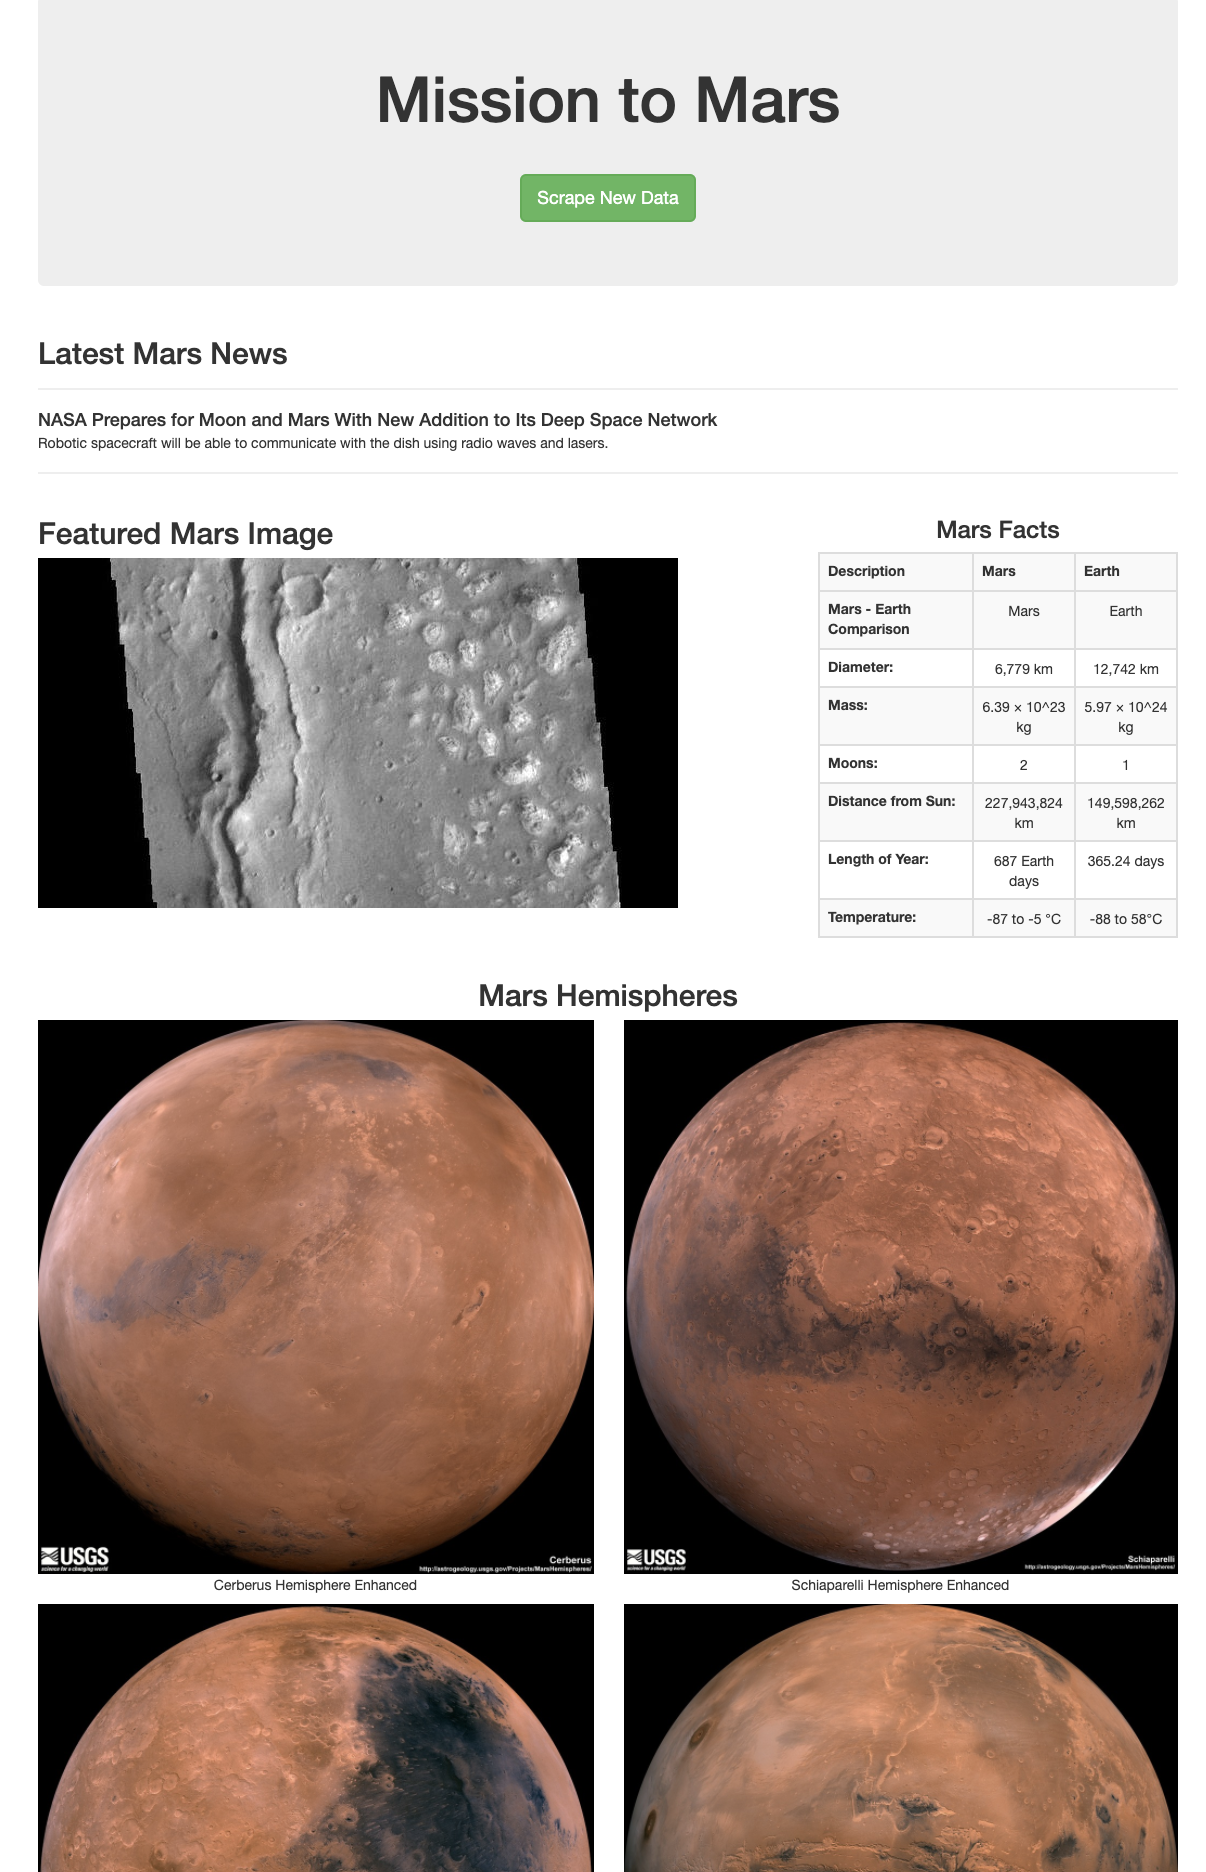 Mission to Mars
Scrape New Data
Latest Mars News
NASA Prepares for Moon and Mars With New Addition to Its Deep Space Network
Robotic spacecraft will be able to communicate with the dish using radio waves and lasers.
Featured Mars Image
Mars Facts
Description Mars Earth
Mars - Earth Comparison Mars Earth
Diameter: 6,779 km 12,742 km
Mass: 6.39 × 10^23 kg 5.97 × 10^24 kg
Moons: 2 1
Distance from Sun: 227,943,824 km 149,598,262 km
Length of Year: 687 Earth days 365.24 days
Temperature: -87 to -5 °C -88 to 58°C
Mars Hemispheres
USGS
science for a changing world
Cerberus
http://astrogeology.usgs.gov/Projects/MarsHemispheres/
Cerberus Hemisphere Enhanced
USGS
science for a changing world
Schiaparelli
http://astrogeology.usgs.gov/Projects/MarsHemispheres/
Schiaparelli Hemisphere Enhanced